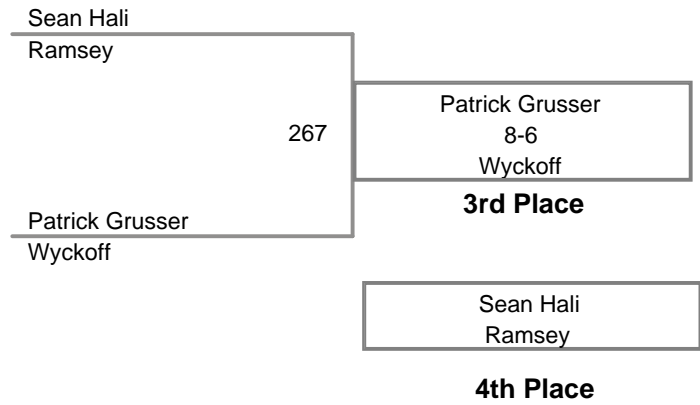 Sean Hali
Ramsey
267
Patrick Grusser
8-6
Wyckoff
3rd Place
Patrick Grusser
Wyckoff
Sean Hali
Ramsey
4th Place